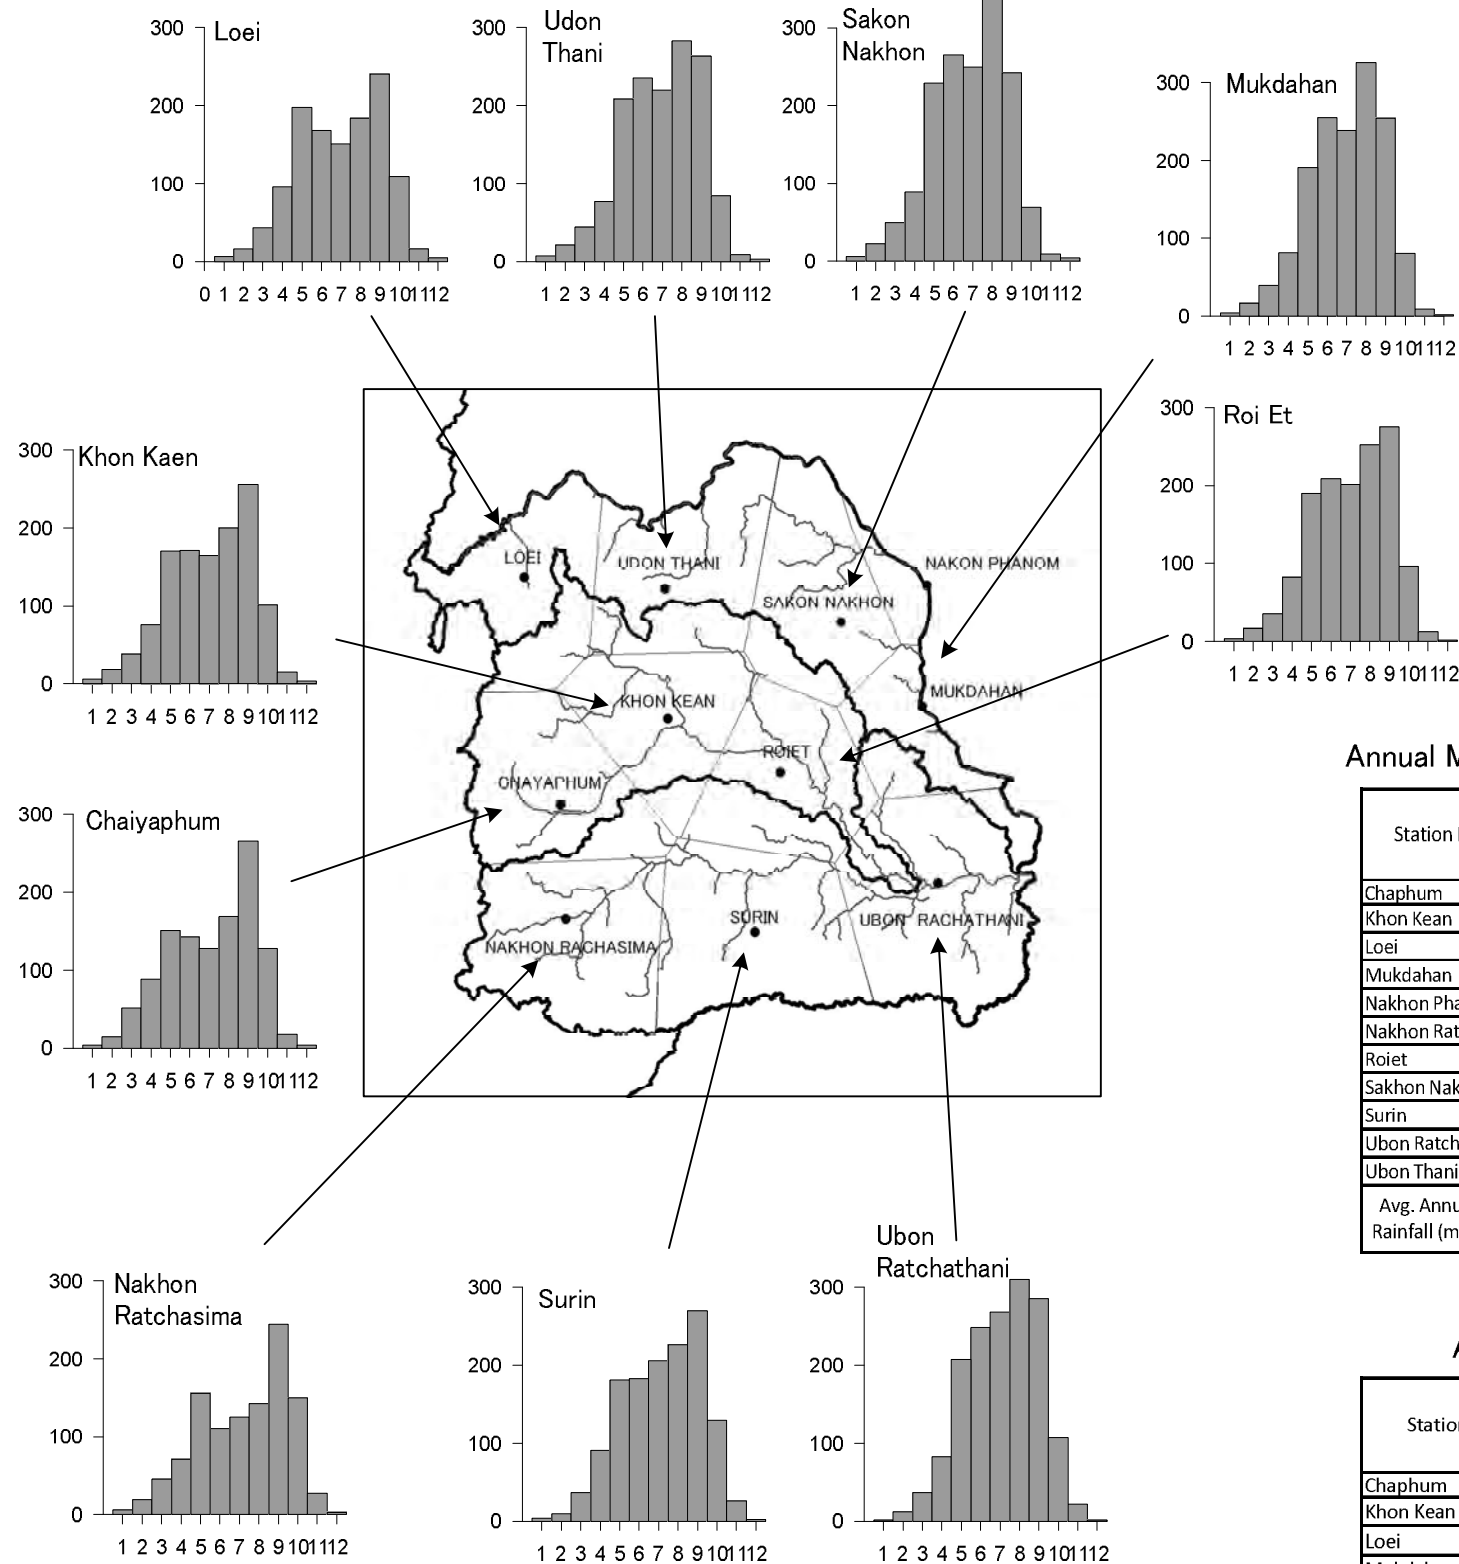 Loei
300
200
100
0
0 1 2 3 4 5 6 7 8 9 10 11 12
Udon
Thani
300
200
100
0
1 2 3 4 5 6 7 8 9 10 11 12
Sakon
Nakhon
300
200
100
0
1 2 3 4 5 6 7 8 9 10 11 12
Mukdahan
300
200
100
0
1 2 3 4 5 6 7 8 9 10 11 12
Khon Kaen
300
200
100
0
1 2 3 4 5 6 7 8 9 10 11 12
Roi Et
300
200
100
0
1 2 3 4 5 6 7 8 9 10 11 12
LOEI
UDON THANI
NAKON PHANOM
SAKON NAKHON
MUKDAHAN
KHON KEAN
ROIET
CHAYAPHUM
SURIN
UBON RACHATHANI
NAKHON RACHASIMA
Chaiyaphum
300
200
100
0
1 2 3 4 5 6 7 8 9 10 11 12
Nakhon
Ratchasima
300
200
100
0
1 2 3 4 5 6 7 8 9 10 11 12
Surin
300
200
100
0
1 2 3 4 5 6 7 8 9 10 11 12
Ubon
Ratchathani
300
200
100
0
1 2 3 4 5 6 7 8 9 10 11 12
Annual M
Station
Chaphum
Khon Kean
Loei
Mukdahan
Nakhon Pha
Nakhon Rat
Roiet
Sakhon Nak
Surin
Ubon Ratch
Ubon Thani
Avg. Annu
Rainfall (m
A
Station
Chaphum
Khon Kean
Loei